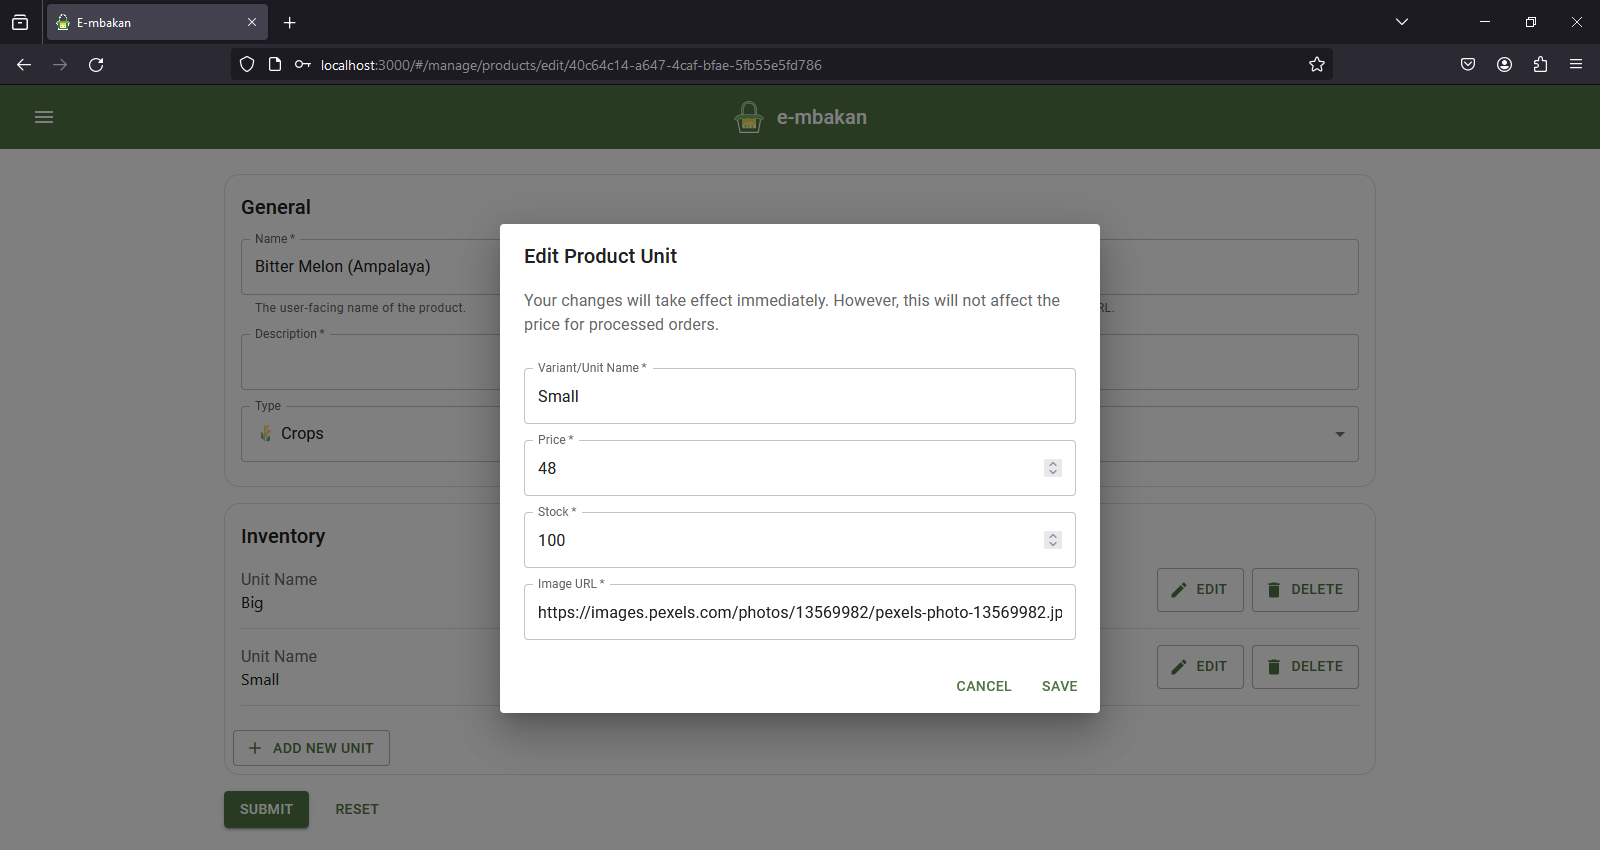 E-mbakan
localhost:3000/#/manage/products/edit/40c64c14-a647-4caf-bfae-5fb55e5fd786
e-mbakan
General
Name *
Bitter Melon (Ampalaya)
The user-facing name of the product.
RL.
Description *
Type
Crops
Edit Product Unit
Your changes will take effect immediately. However, this will not affect the
price for processed orders.
Variant/Unit Name *
Small
Price *
48
Stock *
100
Image URL *
https://images.pexels.com/photos/13569982/pexels-photo-13569982.jp
CANCEL SAVE
Inventory
Unit Name
Big
EDIT DELETE
Unit Name
Small
EDIT DELETE
ADD NEW UNIT
SUBMIT RESET